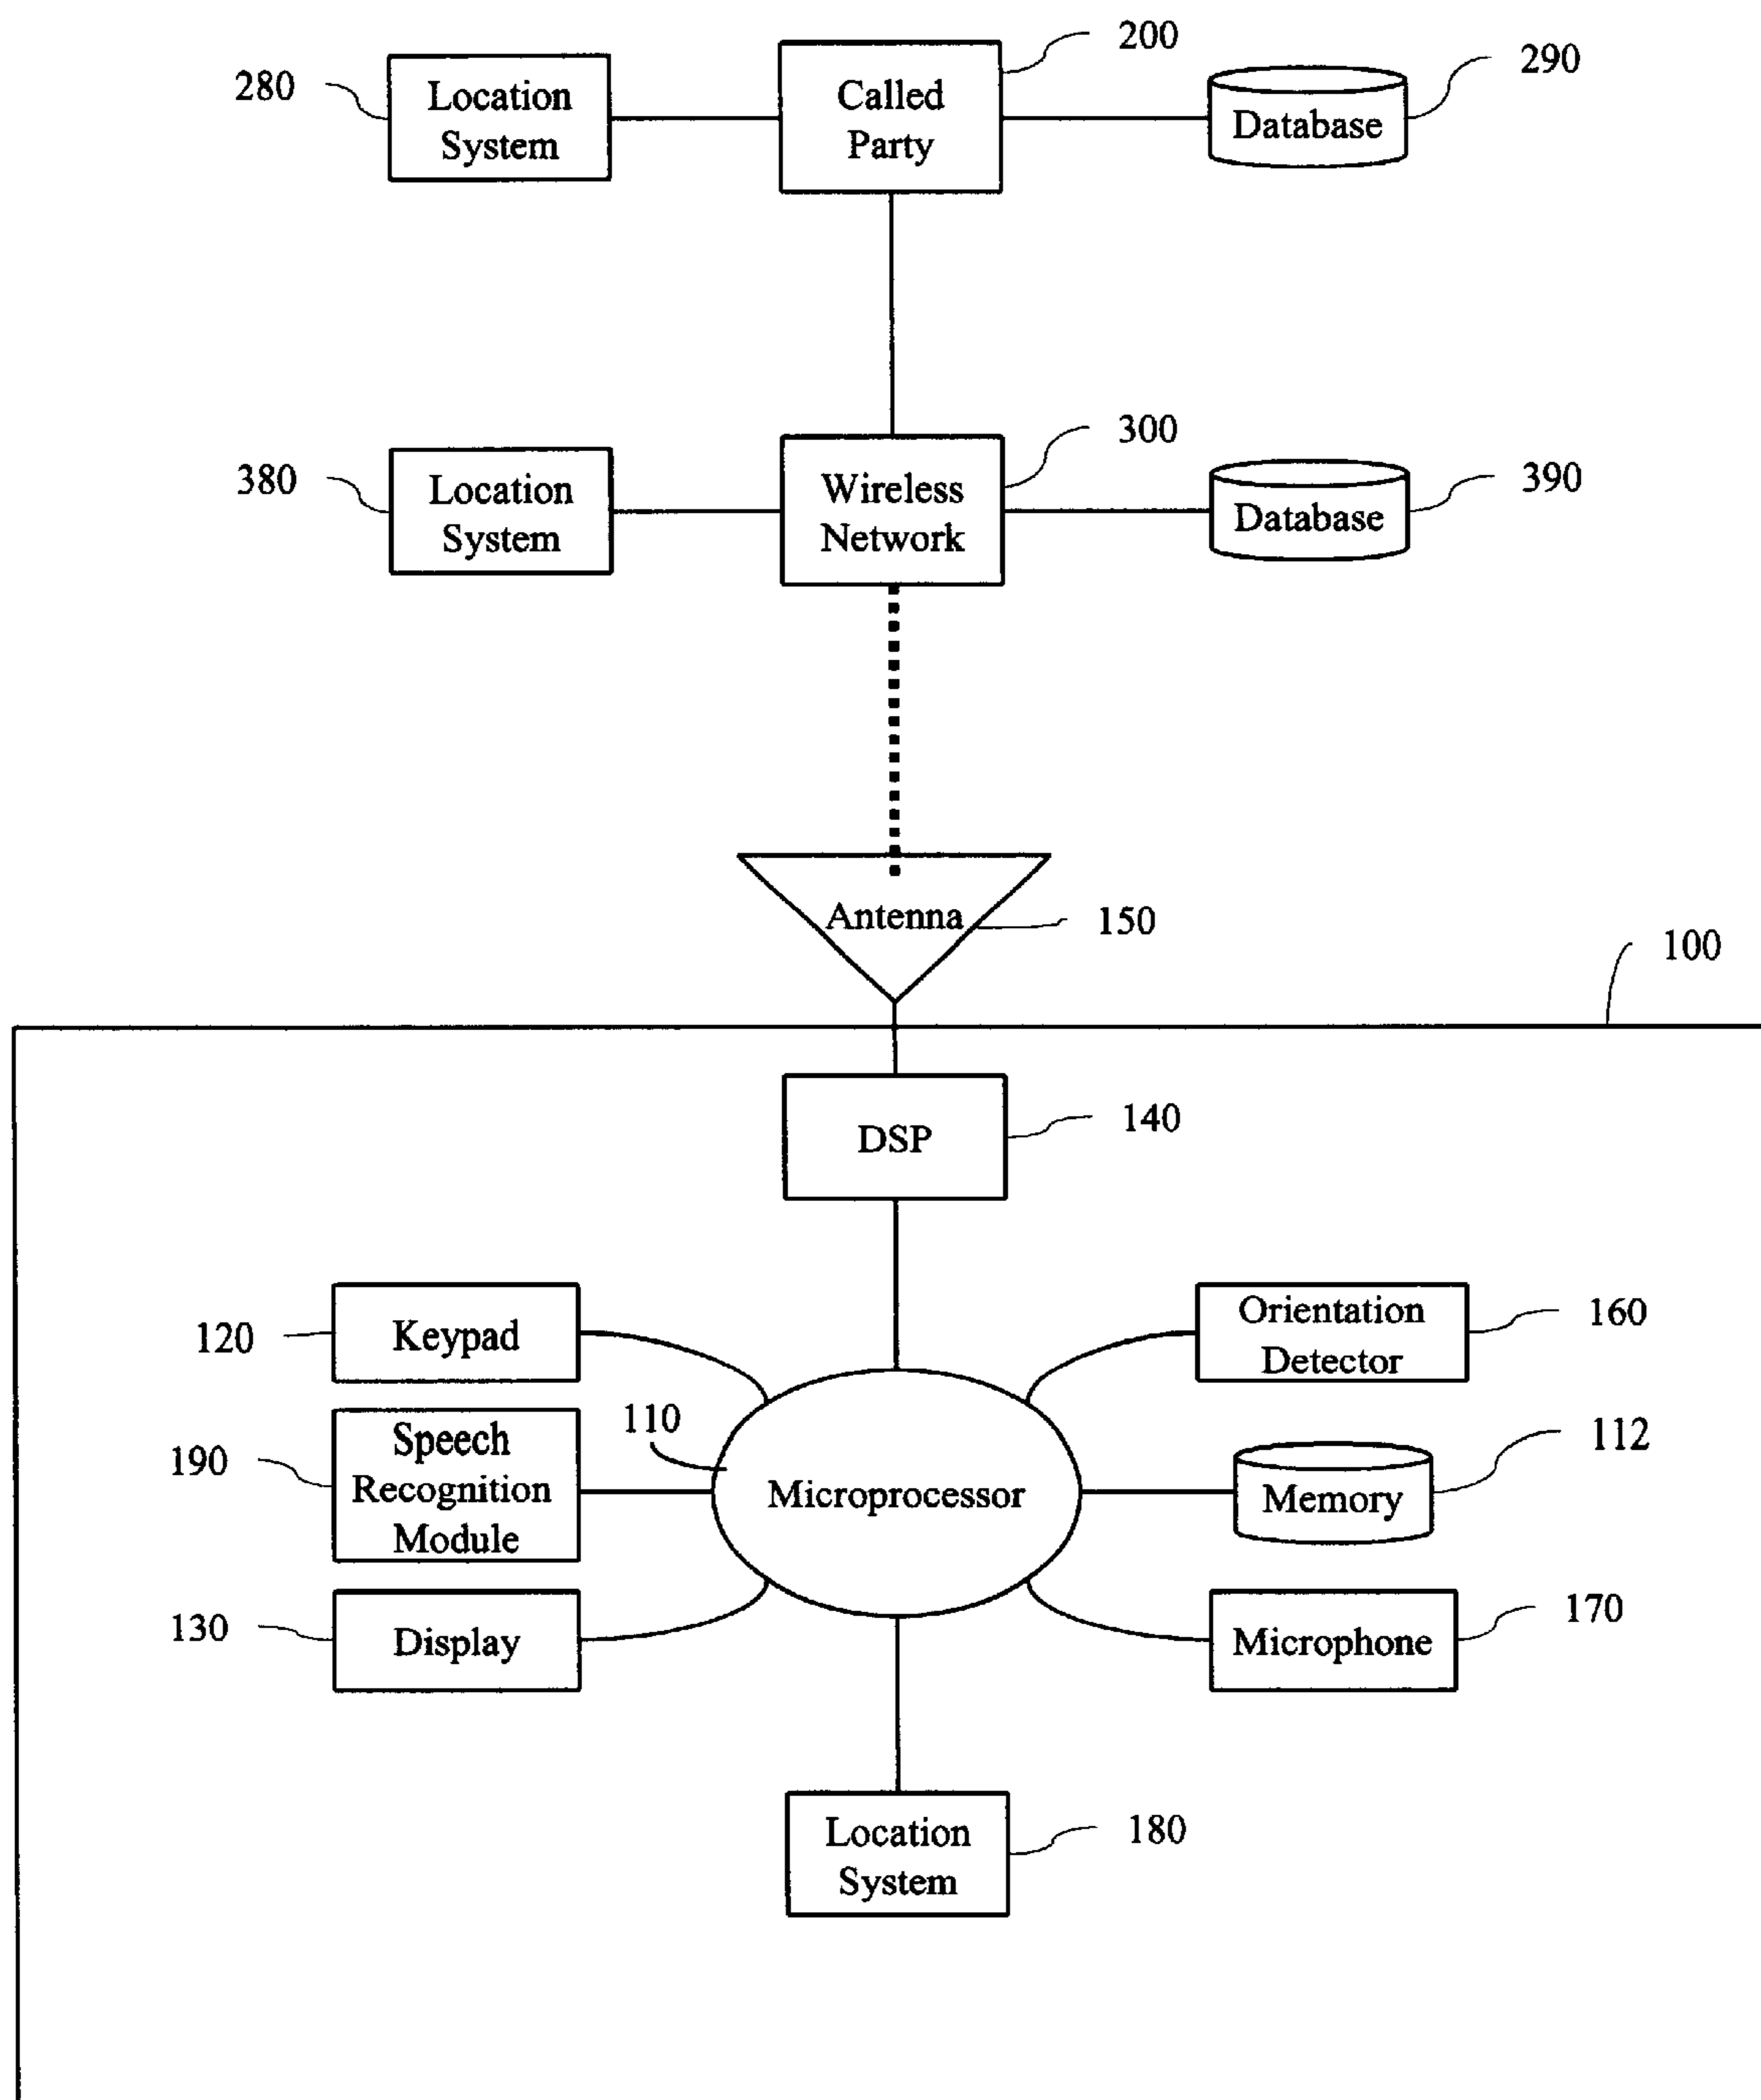 200
290
280
Location
System
Called
Party
Database
300
380
390
Location
System
Wireless
Network
Database
Antenna
150
100
DSP
140
Keypad
120
Orientation
Detector
160
110
Speech
Recognition
Module
190
Microprocessor
Memory
112
130
Display
Microphone
170
Location
System
180